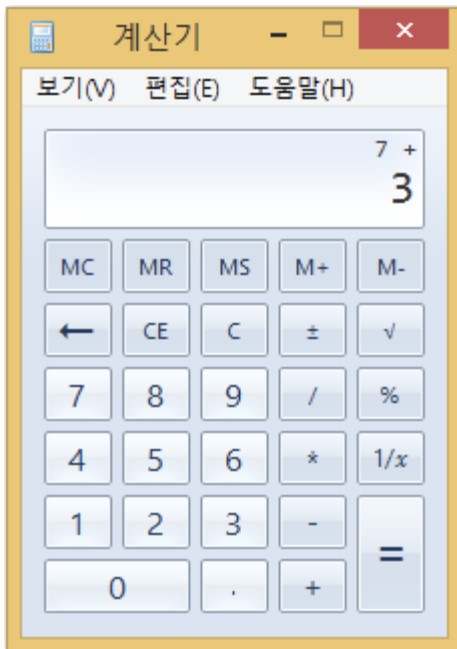 계산기
보기(V) 편집(E) 도움말(H)
7 +
3
MC MR MS M+ M-
← CE C ± √
7 8 9 / %
4 5 6 * 1/x
1 2 3 - =
0 . +